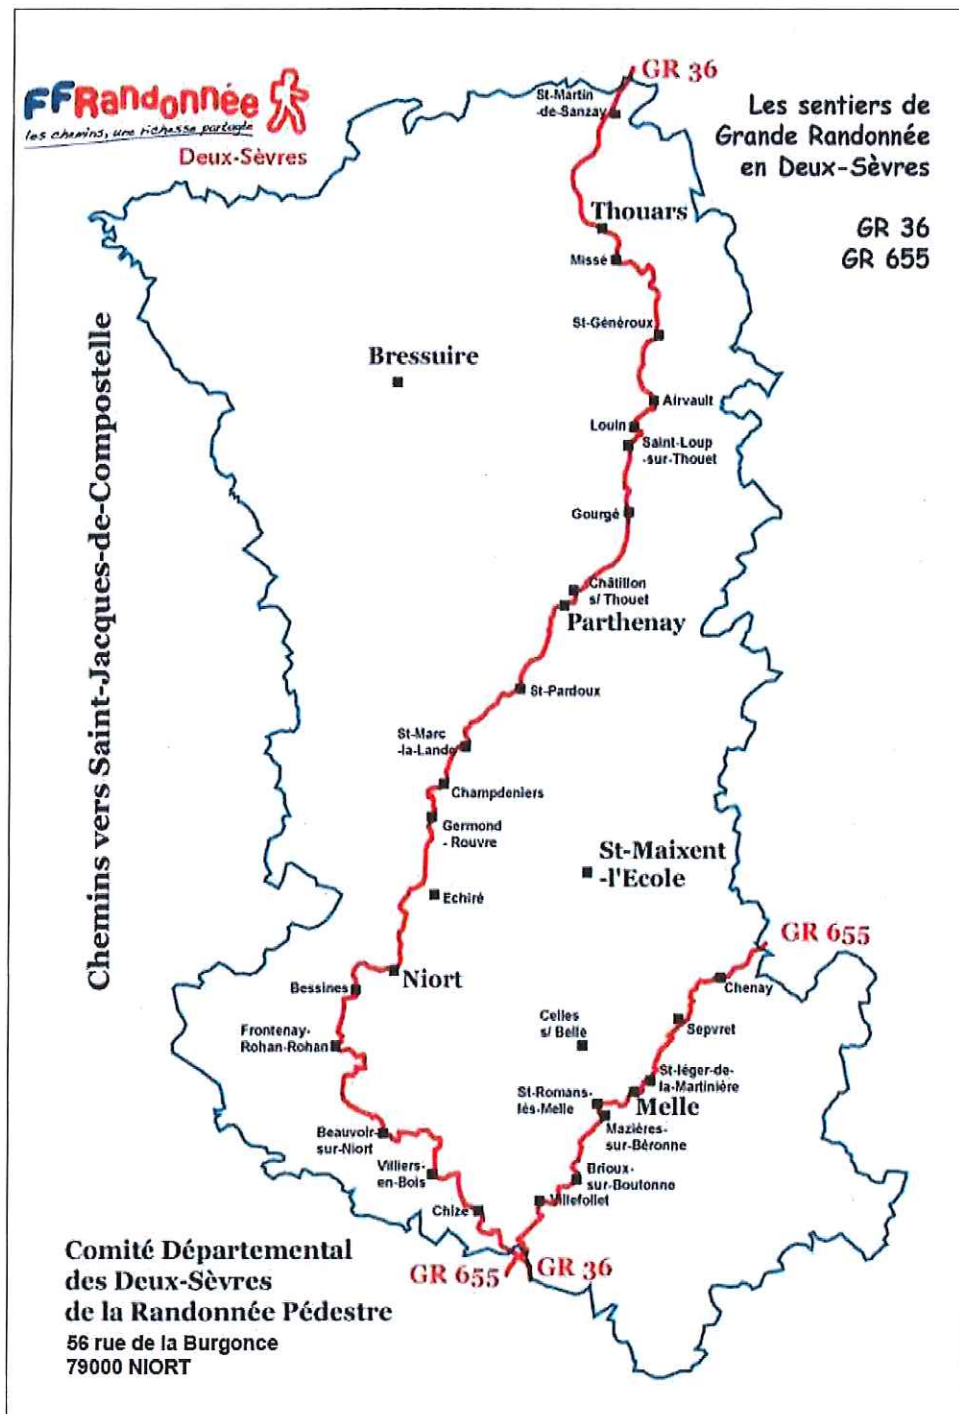 FFRandonnée
les chemins, une richesse partagée
Deux-Sèvres
Les sentiers de
Grande Randonnée
en Deux-Sèvres
GR 36
GR 655
Chemins vers Saint-Jacques-de-Compostelle
GR 36
St-Martin
-de-Sanzay
Thouars
Missé
St-Généroux
Bressuire
Airvault
Louin
Saint-Loup
-sur-Thouet
Gourgé
Châtillon
s/ Thouet
Parthenay
St-Pardoux
St-Marc
-la-Lande
Champdeniers
Germond
- Rouvre
St-Maixent
-l'Ecole
Echiré
GR 655
Niort
Chenay
Bessines
Sepvret
Celles
s/ Belle
Frontenay-
Rohan-Rohan
St-léger-de-
la-Martinière
St-Romans-
lés-Melle
Melle
Mazières-
sur-Béronne
Beauvoir-
sur-Niort
Villiers-
en-Bois
Brioux-
sur-Boutonne
Villefollet
Chize
GR 655
GR 36
Comité Départemental
des Deux-Sèvres
de la Randonnée Pédestre
56 rue de la Burgonce
79000 NIORT